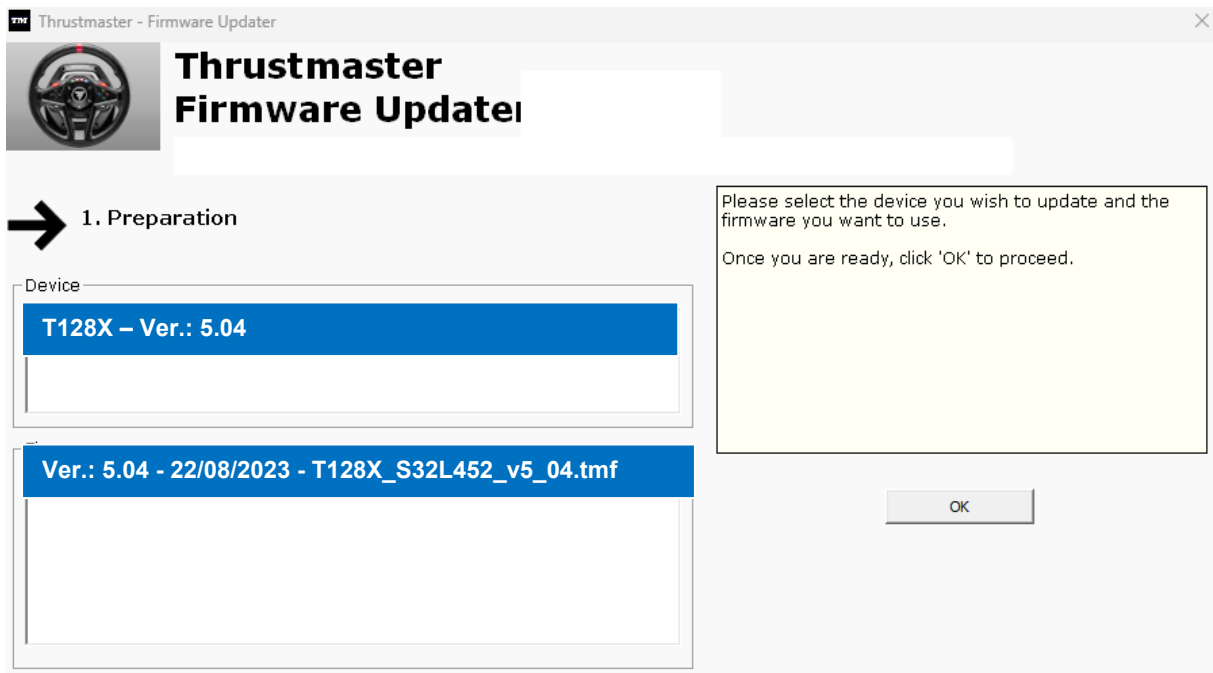 TM Thrustmaster - Firmware Updater
Thrustmaster
Firmware Updater
1. Preparation
Please select the device you wish to update and the
firmware you want to use.
Once you are ready, click 'OK' to proceed.
Device
T128X – Ver.: 5.04
Ver.: 5.04 - 22/08/2023 - T128X_S32L452_v5_04.tmf
OK